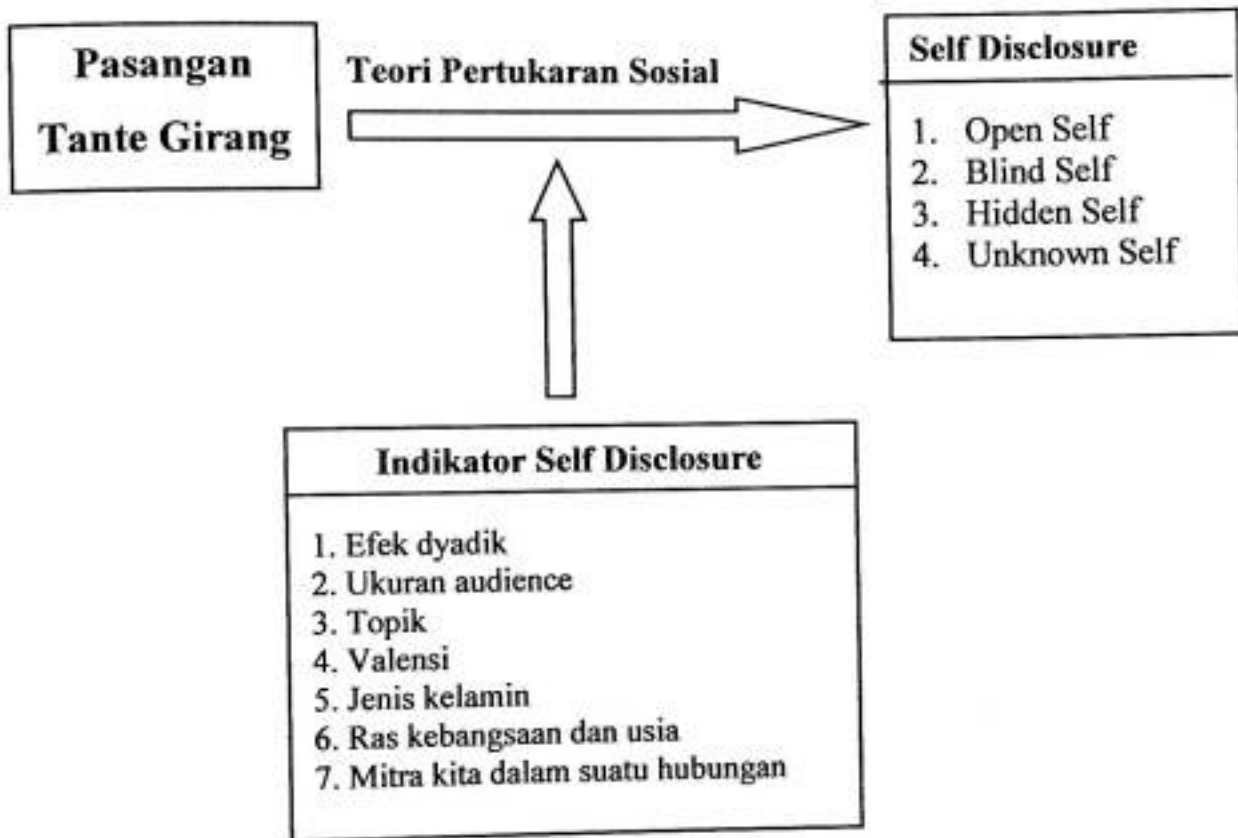 Pasangan
Tante Girang
Teori Pertukaran Sosial
Self Disclosure
1. Open Self
2. Blind Self
3. Hidden Self
4. Unknown Self
Indikator Self Disclosure
1. Efek dyadik
2. Ukuran audience
3. Topik
4. Valensi
5. Jenis kelamin
6. Ras kebangsaan dan usia
7. Mitra kita dalam suatu hubungan